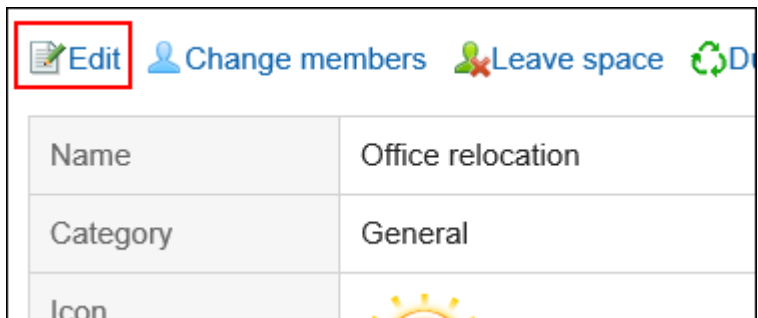 Edit Change members Leave space
Name Office relocation
Category General
Icon